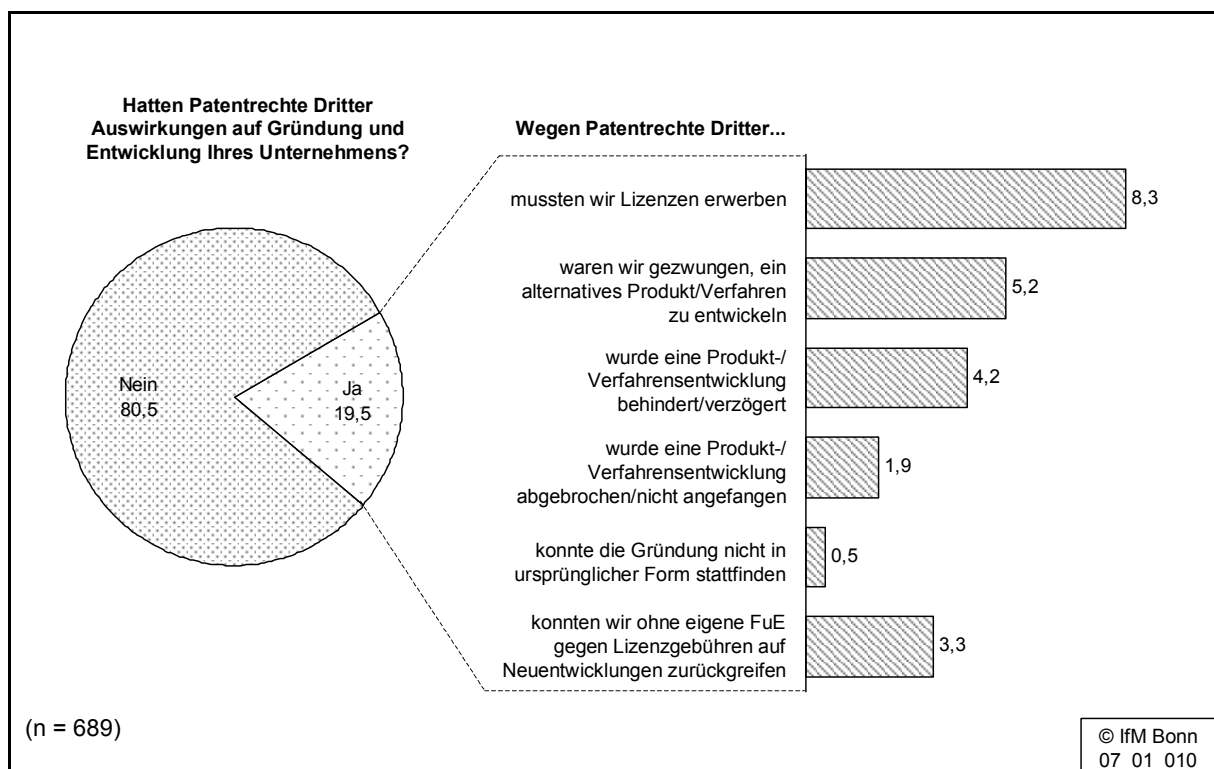 Hatten Patentrechte Dritter
Auswirkungen auf Gründung und
Entwicklung Ihres Unternehmens?
Nein
80,5
Ja
19,5
Wegen Patentrechte Dritter...
mussten wir Lizenzen erwerben
8,3
waren wir gezwungen, ein
alternatives Produkt/Verfahren
zu entwickeln
5,2
wurde eine Produkt-/
Verfahrensentwicklung
behindert/verzögert
4,2
wurde eine Produkt-/
Verfahrensentwicklung
abgebrochen/nicht angefangen
1,9
konnte die Gründung nicht in
ursprünglicher Form stattfinden
0,5
konnten wir ohne eigene FuE
gegen Lizenzgebühren auf
Neuentwicklungen zurückgreifen
3,3
(n = 689)
© IfM Bonn
07 01 010